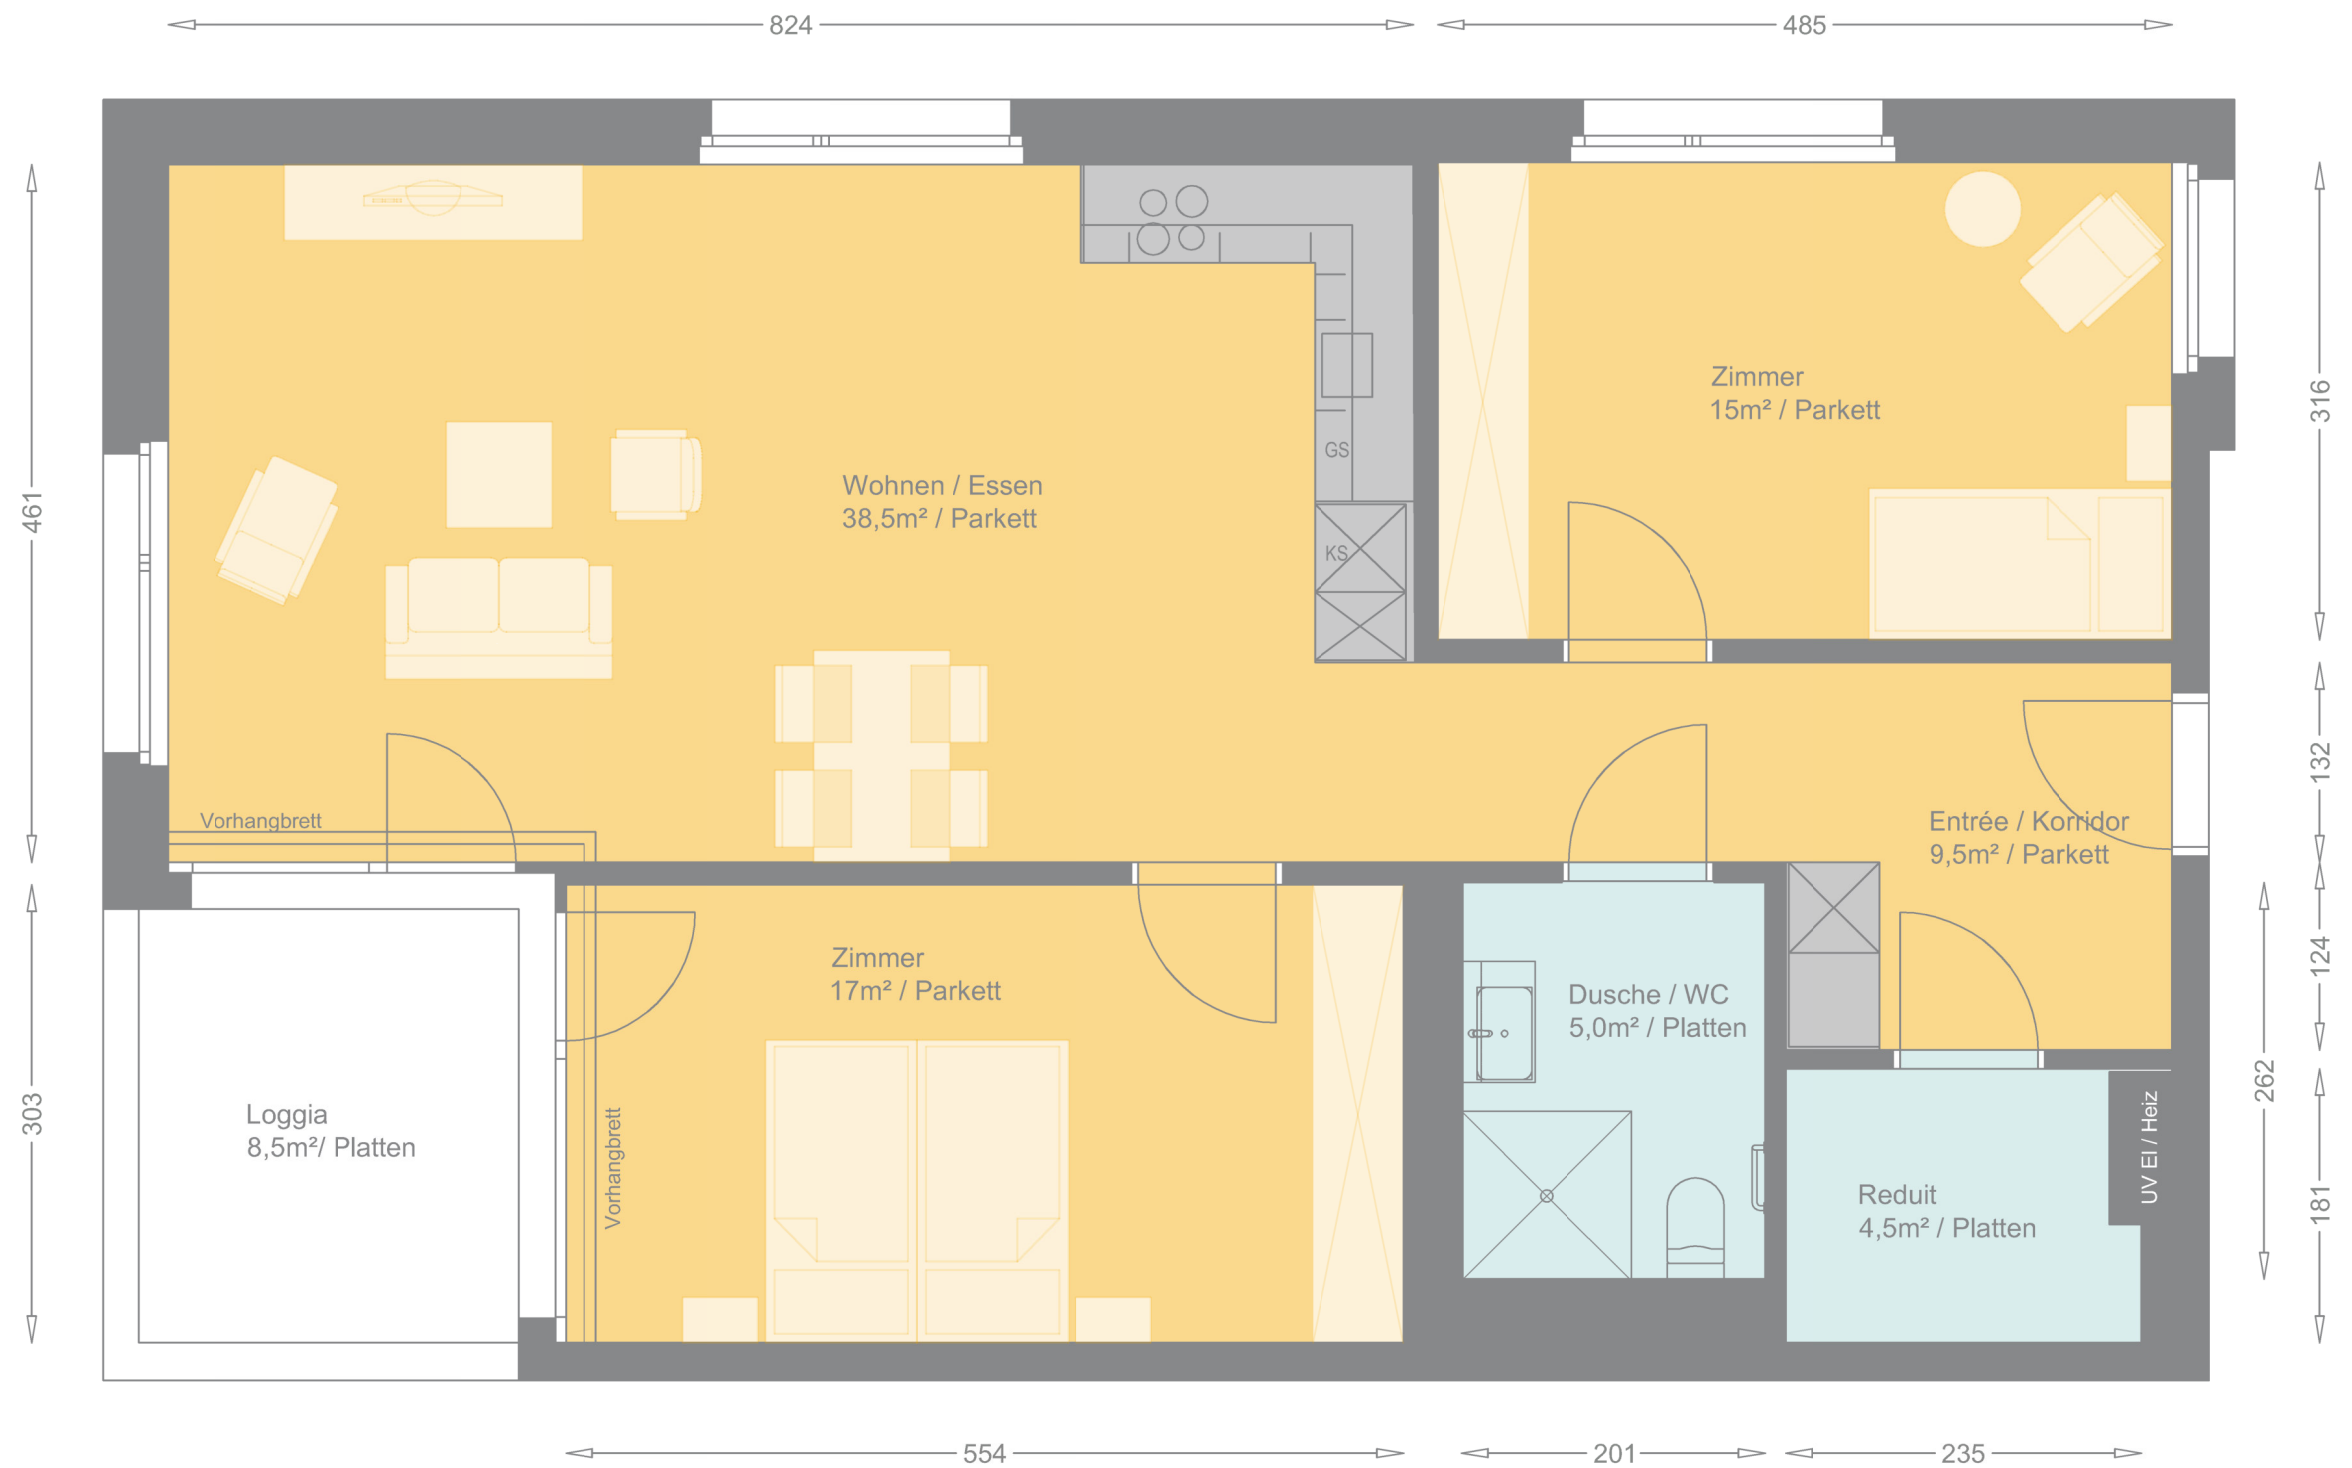 824
485
461
316
Wohnen / Essen
38,5m² / Parkett
Zimmer
15m² / Parkett
GS
KS
132
Vorhangbrett
Entrée / Korridor
9,5m² / Parkett
124
303
Zimmer
17m² / Parkett
Dusche / WC
5,0m² / Platten
262
Loggia
8,5m²/ Platten
Vorhangbrett
UV El / Heiz
Reduit
4,5m² / Platten
181
554
201
235